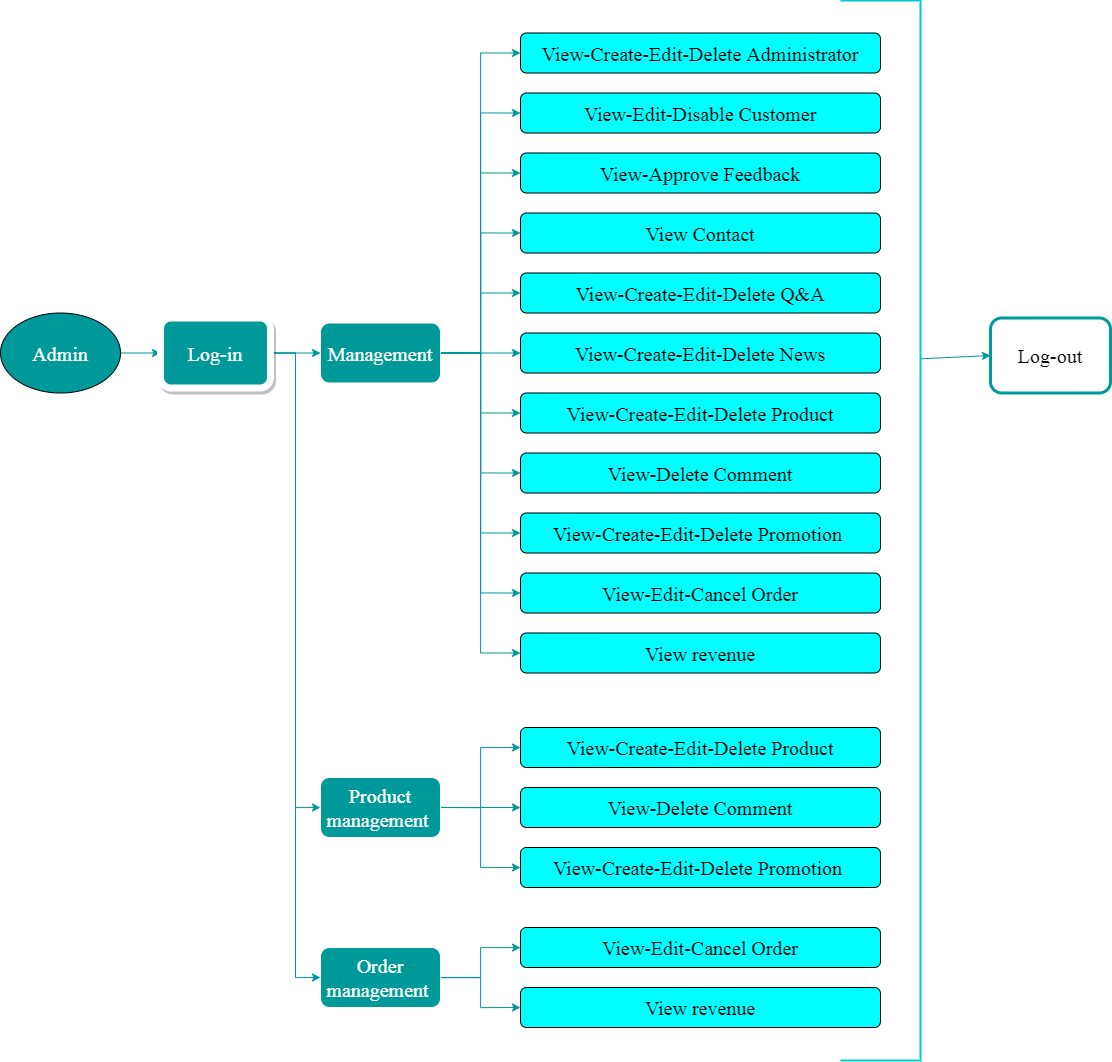 Admin
Log-in
Management
View-Create-Edit-Delete Administrator
View-Edit-Disable Customer
View-Approve Feedback
View Contact
View-Create-Edit-Delete Q&A
View-Create-Edit-Delete News
View-Create-Edit-Delete Product
View-Delete Comment
View-Create-Edit-Delete Promotion
View-Edit-Cancel Order
View revenue
Product
management
View-Create-Edit-Delete Product
View-Delete Comment
View-Create-Edit-Delete Promotion
Order
management
View-Edit-Cancel Order
View revenue
Log-out